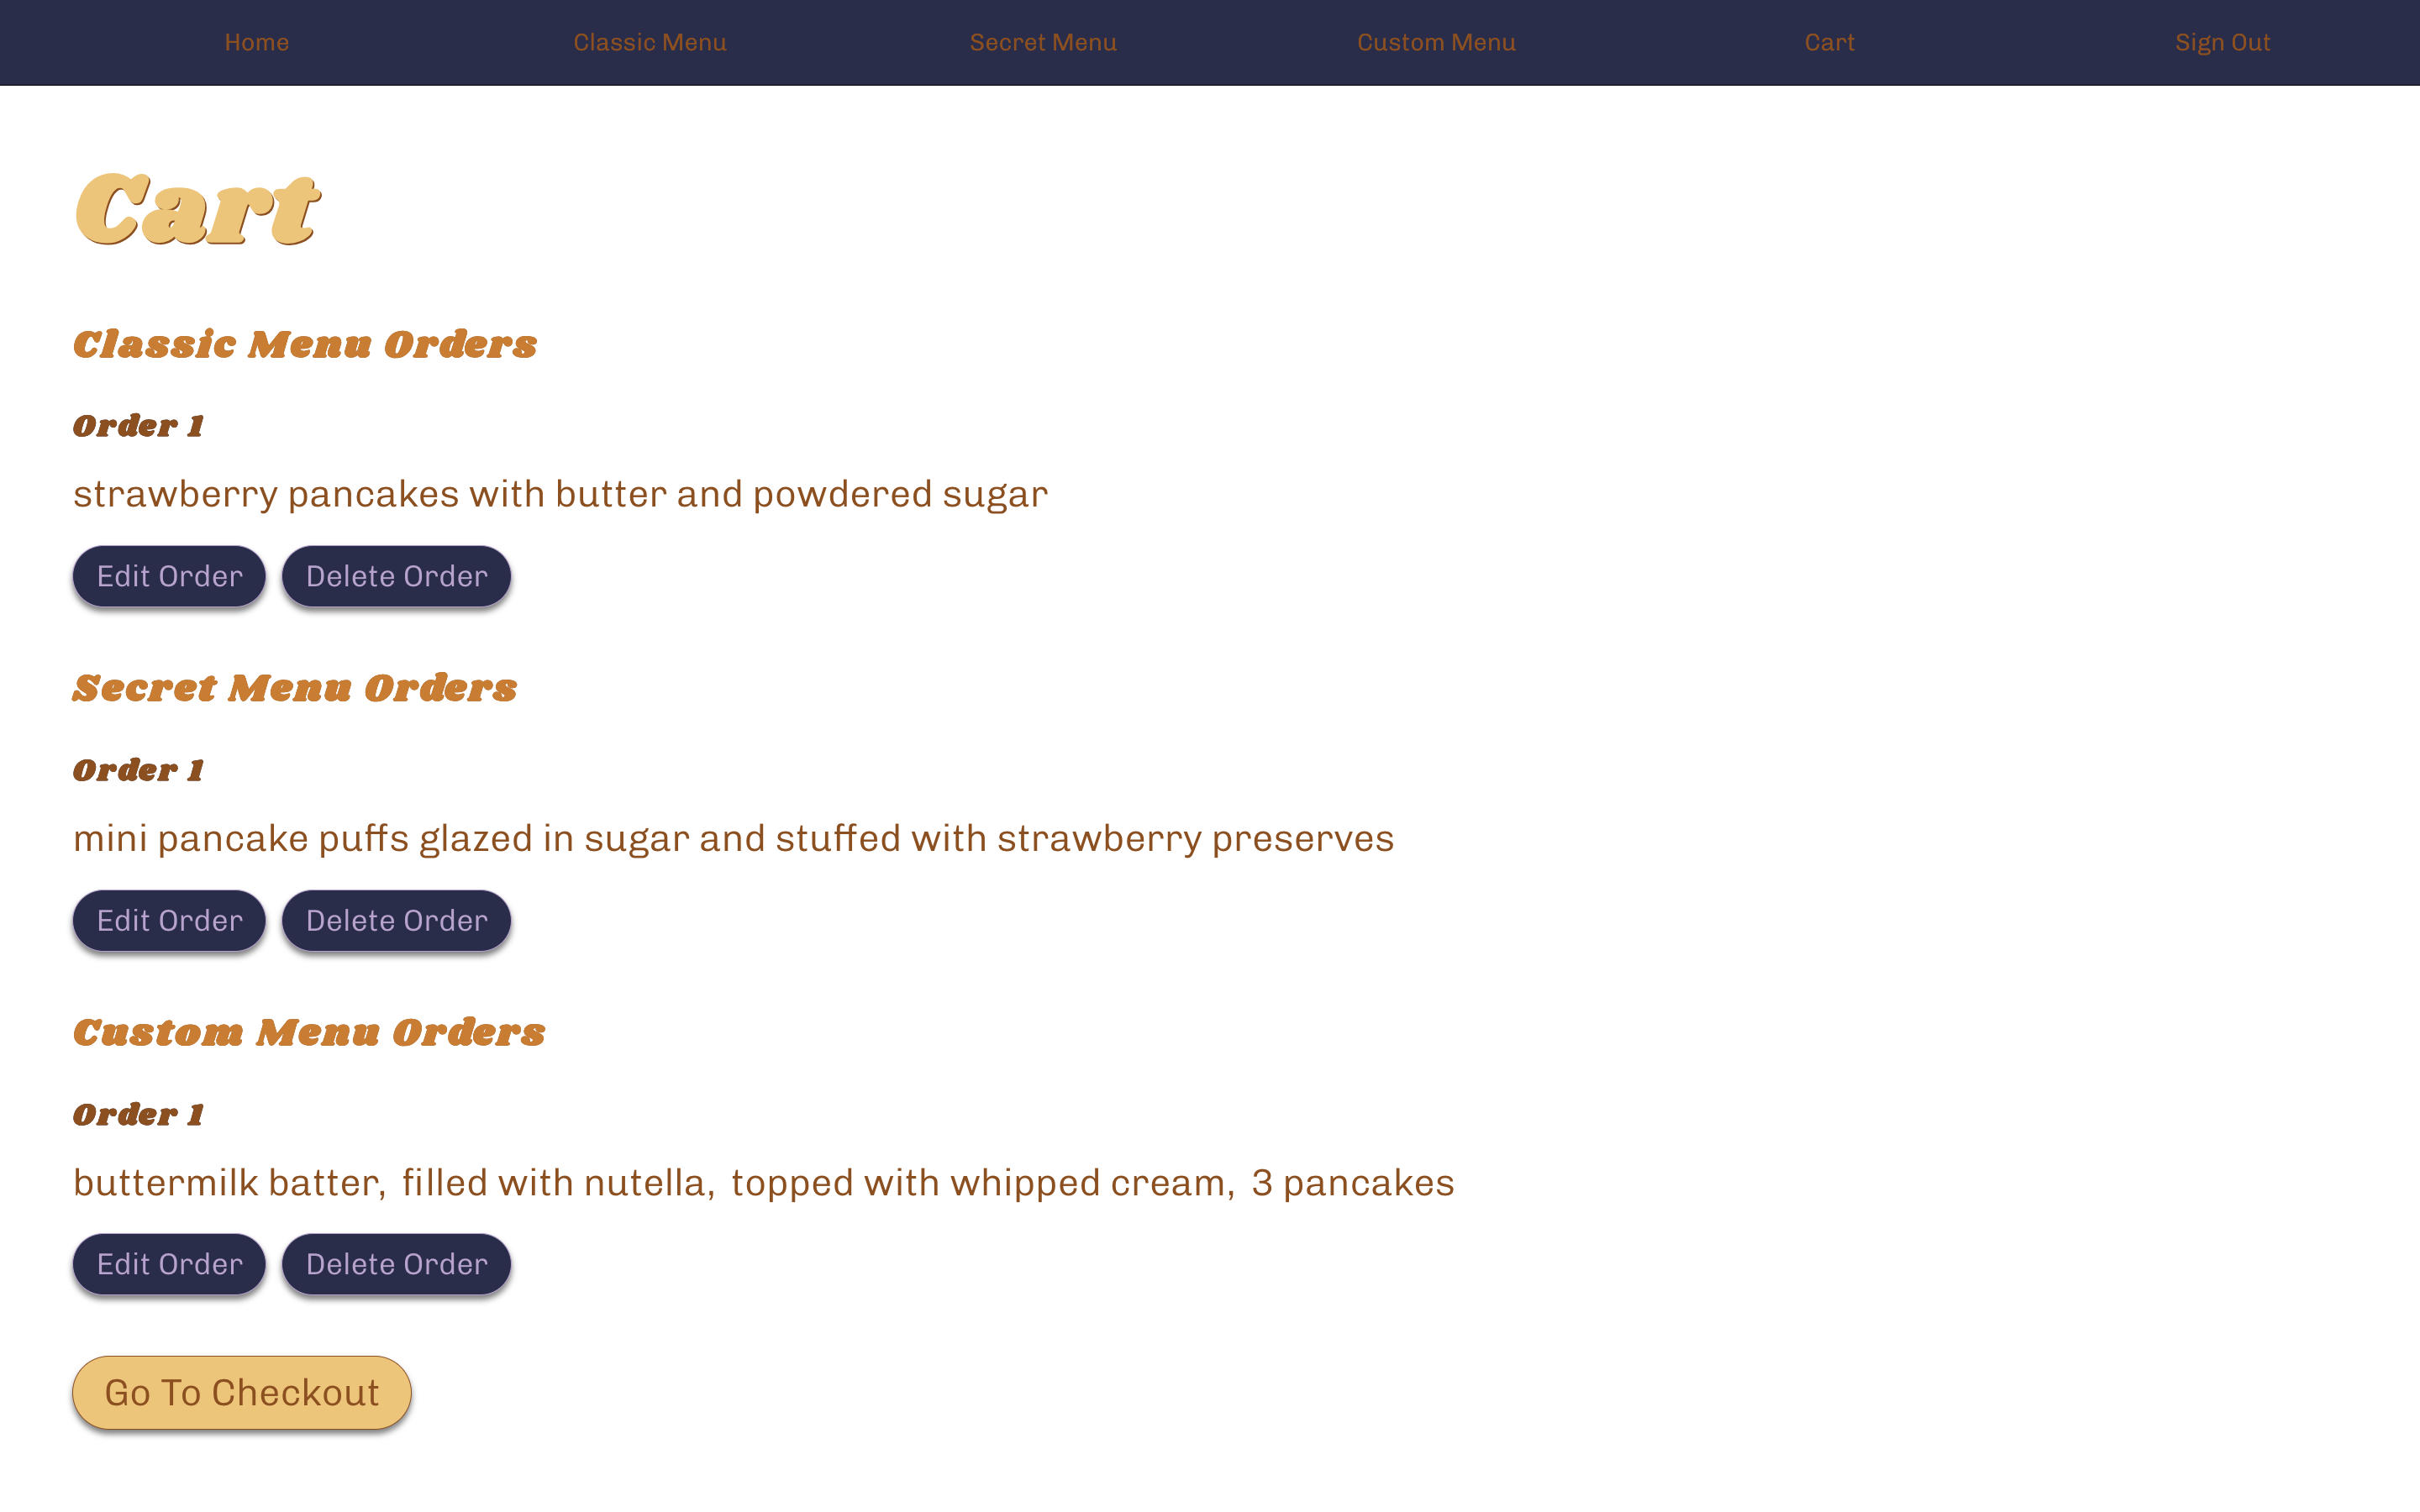 Home Classic Menu Secret Menu Custom Menu Cart Sign Out
Cart
Classic Menu Orders
Order 1
strawberry pancakes with butter and powdered sugar
Edit Order Delete Order
Secret Menu Orders
Order 1
mini pancake puffs glazed in sugar and stuffed with strawberry preserves
Edit Order Delete Order
Custom Menu Orders
Order 1
buttermilk batter, filled with nutella, topped with whipped cream, 3 pancakes
Edit Order Delete Order
Go To Checkout